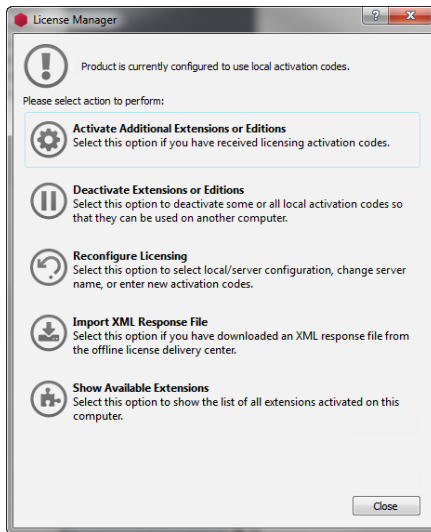 License Manager
Product is currently configured to use local activation codes.
Please select action to perform:
Activate Additional Extensions or Editions
Select this option if you have received licensing activation codes.
Deactivate Extensions or Editions
Select this option to deactivate some or all local activation codes so
that they can be used on another computer.
Reconfigure Licensing
Select this option to select local/server configuration, change server
name, or enter new activation codes.
Import XML Response File
Select this option if you have downloaded an XML response file from
the offline license delivery center.
Show Available Extensions
Select this option to show the list of all extensions activated on this
computer.
Close